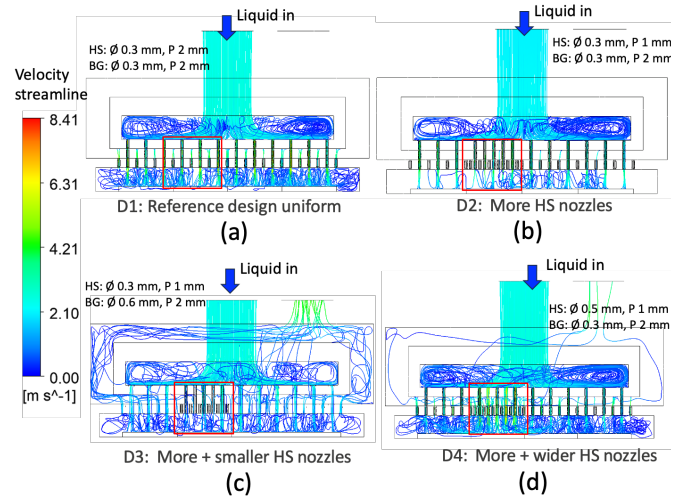 Liquid in
HS: Ø 0.3 mm, P 2 mm
BG: Ø 0.3 mm, P 2 mm
D1: Reference design uniform
(a)
Liquid in
HS: Ø 0.3 mm, P 1 mm
BG: Ø 0.3 mm, P 2 mm
D2: More HS nozzles
(b)
Velocity
streamline
8.41
6.31
4.21
2.10
0.00
[m s^-1]
Liquid in
HS: Ø 0.3 mm, P 1 mm
BG: Ø 0.6 mm, P 2 mm
D3: More + smaller HS nozzles
(c)
Liquid in
HS: Ø 0.5 mm, P 1 mm
BG: Ø 0.3 mm, P 2 mm
D4: More + wider HS nozzles
(d)